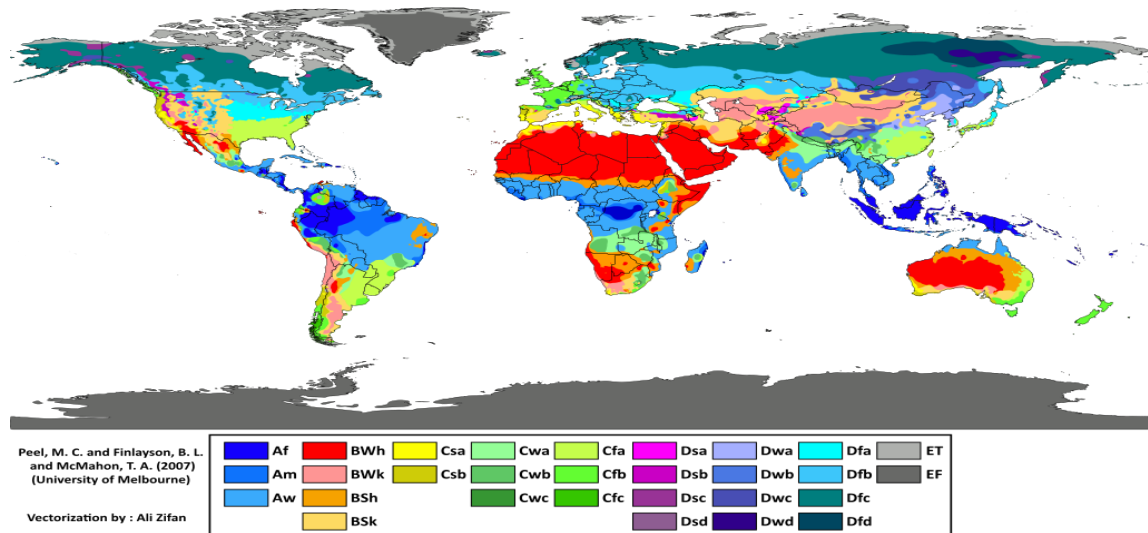 Peel, M. C. and Finlayson, B. L.
and McMahon, T. A. (2007)
(University of Melbourne)
Vectorization by : Ali Zifan
Af BWh Csa Cwa Cfa Dsa Dwa Dfa ET
Am BWk Csb Cwb Cfb Dsb Dwb Dfb EF
Aw BSh Cwc Cfc Dsc Dwc Dfc
BSk Dsd Dwd Dfd